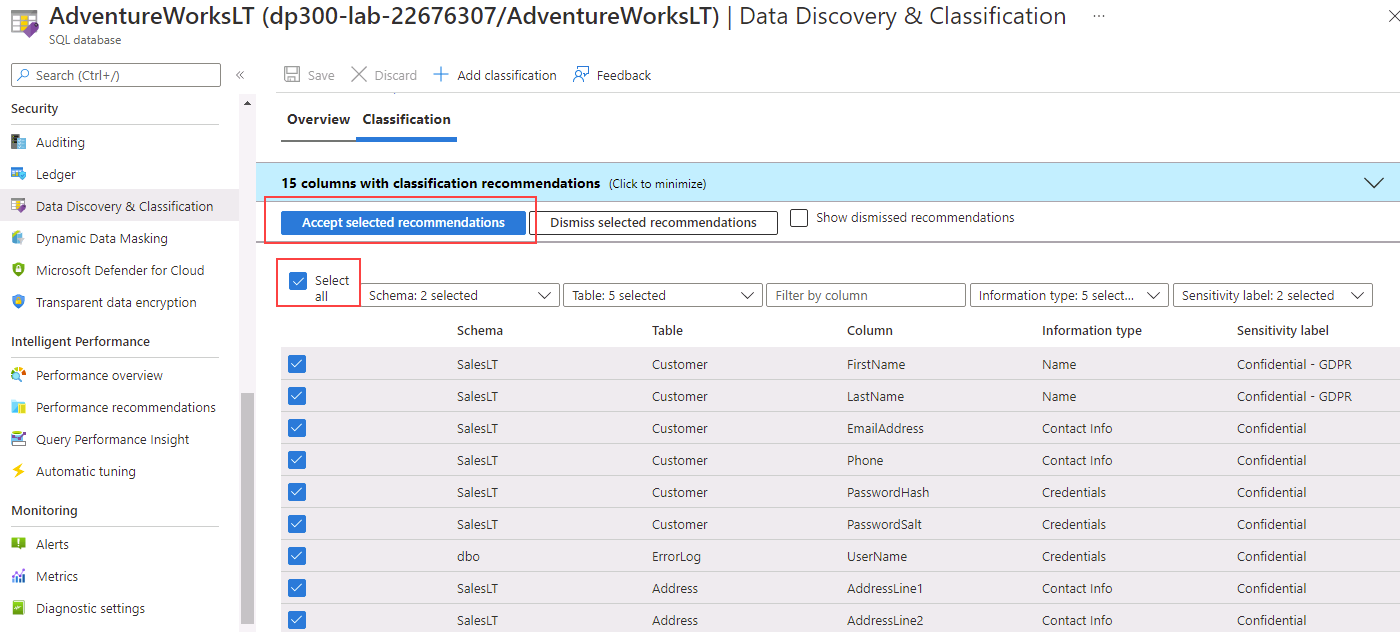 AdventureWorksLT (dp300-lab-22676307/AdventureWorksLT) | Data Discovery & Classification ...
SQL database
Search (Ctrl+/)
«
Save
Discard
Add classification
Feedback
Security
Auditing
Ledger
Data Discovery & Classification
Dynamic Data Masking
Microsoft Defender for Cloud
Transparent data encryption
Intelligent Performance
Performance overview
Performance recommendations
Query Performance Insight
Automatic tuning
Monitoring
Alerts
Metrics
Diagnostic settings
Overview Classification
15 columns with classification recommendations (Click to minimize)
Accept selected recommendations Dismiss selected recommendations Show dismissed recommendations
Select
all
Schema: 2 selected Table: 5 selected Filter by column Information type: 5 select... Sensitivity label: 2 selected
Schema Table Column Information type Sensitivity label
SalesLT Customer FirstName Name Confidential - GDPR
SalesLT Customer LastName Name Confidential - GDPR
SalesLT Customer EmailAddress Contact Info Confidential
SalesLT Customer Phone Contact Info Confidential
SalesLT Customer PasswordHash Credentials Confidential
SalesLT Customer PasswordSalt Credentials Confidential
dbo ErrorLog UserName Credentials Confidential
SalesLT Address AddressLine1 Contact Info Confidential
SalesLT Address AddressLine2 Contact Info Confidential